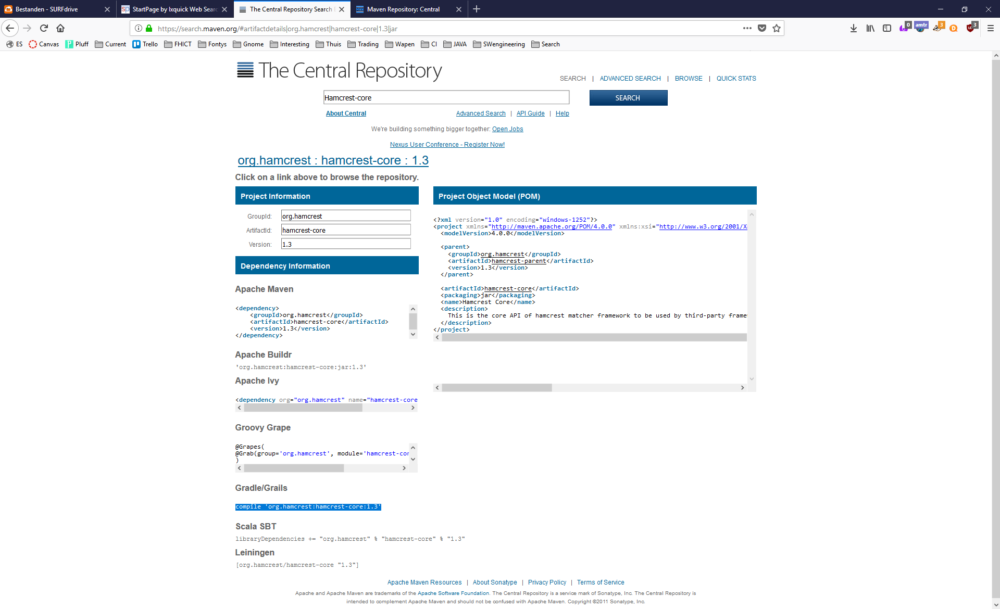 Bestanden - SURFdrive
StartPage by Ixquick Web Sear
The Central Repository Search
Maven Repository: Central
https://search.maven.org/#artifactdetails|org.hamcrest|hamcrest-core|1.3|jar
0 amtr 3 3
ES Canvas Pluff Current Trello FHICT Fontys Gnome Interesting Thuis Trading Wapen CI JAVA SWengineering Search
The Central Repository
SEARCH | ADVANCED SEARCH | BROWSE | QUICK STATS
Hamcrest-core
SEARCH
About Central
Advanced Search | API Guide | Help
We're building something bigger together: Open Jobs
Nexus User Conference - Register Now!
org.hamcrest : hamcrest-core : 1.3
Click on a link above to browse the repository.
Project Information
GroupId: org.hamcrest
ArtifactId: hamcrest-core
Version: 1.3
Dependency Information
Apache Maven
<dependency>
<groupId>org.hamcrest</groupId>
<artifactId>hamcrest-core</artifactId>
<version>1.3</version>
</dependency>
Apache Buildr
'org.hamcrest:hamcrest-core:jar:1.3'
Apache Ivy
<dependency org="org.hamcrest" name="hamcrest-core
Groovy Grape
@Grapes(
@Grab(group='org.hamcrest', module='hamcrest-cor
)
Gradle/Grails
compile 'org.hamcrest:hamcrest-core:1.3'
Scala SBT
libraryDependencies += "org.hamcrest" % "hamcrest-core" % "1.3"
Leiningen
[org.hamcrest/hamcrest-core "1.3"]
Project Object Model (POM)
<?xml version="1.0" encoding="windows-1252"?>
<project xmlns="http://maven.apache.org/POM/4.0.0" xmlns:xsi="http://www.w3.org/2001/X
<modelVersion>4.0.0</modelVersion>
<parent>
<groupId>org.hamcrest</groupId>
<artifactId>hamcrest-parent</artifactId>
<version>1.3</version>
</parent>
<artifactId>hamcrest-core</artifactId>
<packaging>jar</packaging>
<name>Hamcrest Core</name>
<description>
This is the core API of hamcrest matcher framework to be used by third-party frame
</description>
</project>
Apache Maven Resources | About Sonatype | Privacy Policy | Terms of Service
Apache and Apache Maven are trademarks of the Apache Software Foundation. The Central Repository is a service mark of Sonatype, Inc. The Central Repository is
intended to complement Apache Maven and should not be confused with Apache Maven. Copyright ©2011 Sonatype, Inc.